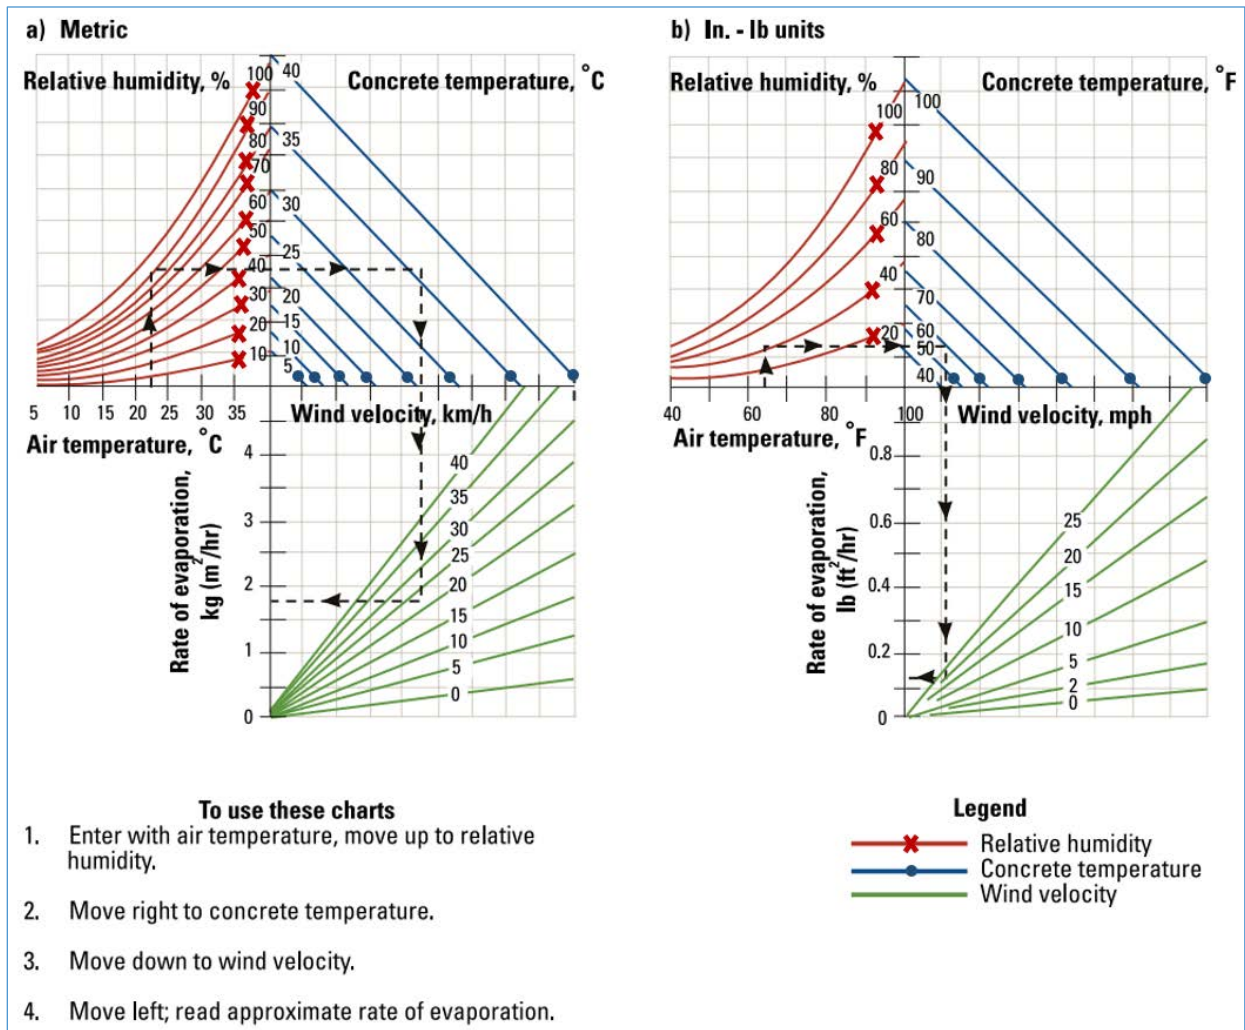 a) Metric
Relative humidity, %
Concrete temperature, °C
100
90
80
70
60
50
40
30
20
10
40
35
30
25
20
15
10
5
5 10 15 20 25 30 35
Air temperature, °C
Wind velocity, km/h
Rate of evaporation,
kg (m²/hr)
4
3
2
1
0
40
35
30
25
20
15
10
5
0
b) In. - lb units
Relative humidity, %
Concrete temperature, °F
100
80
60
40
20
100
90
80
70
60
50
40
40 60 80 100
Air temperature, °F
Wind velocity, mph
Rate of evaporation,
lb (ft²/hr)
0.8
0.6
0.4
0.2
0
25
20
15
10
5
2
0
To use these charts
1. Enter with air temperature, move up to relative
humidity.
2. Move right to concrete temperature.
3. Move down to wind velocity.
4. Move left; read approximate rate of evaporation.
Legend
Relative humidity
Concrete temperature
Wind velocity